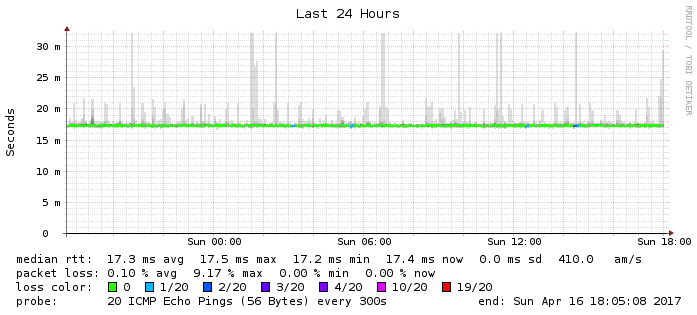 Last 24 Hours
RRDTOOL / TOBI OETIKER
Seconds
30 m
25 m
20 m
15 m
10 m
5 m
0
Sun 00:00 Sun 06:00 Sun 12:00 Sun 18:00
median rtt: 17.3 ms avg 17.5 ms max 17.2 ms min 17.4 ms now 0.0 ms sd 410.0 am/s
packet loss: 0.10 % avg 9.17 % max 0.00 % min 0.00 % now
loss color: 0 1/20 2/20 3/20 4/20 10/20 19/20
probe: 20 ICMP Echo Pings (56 Bytes) every 300s end: Sun Apr 16 18:05:08 2017